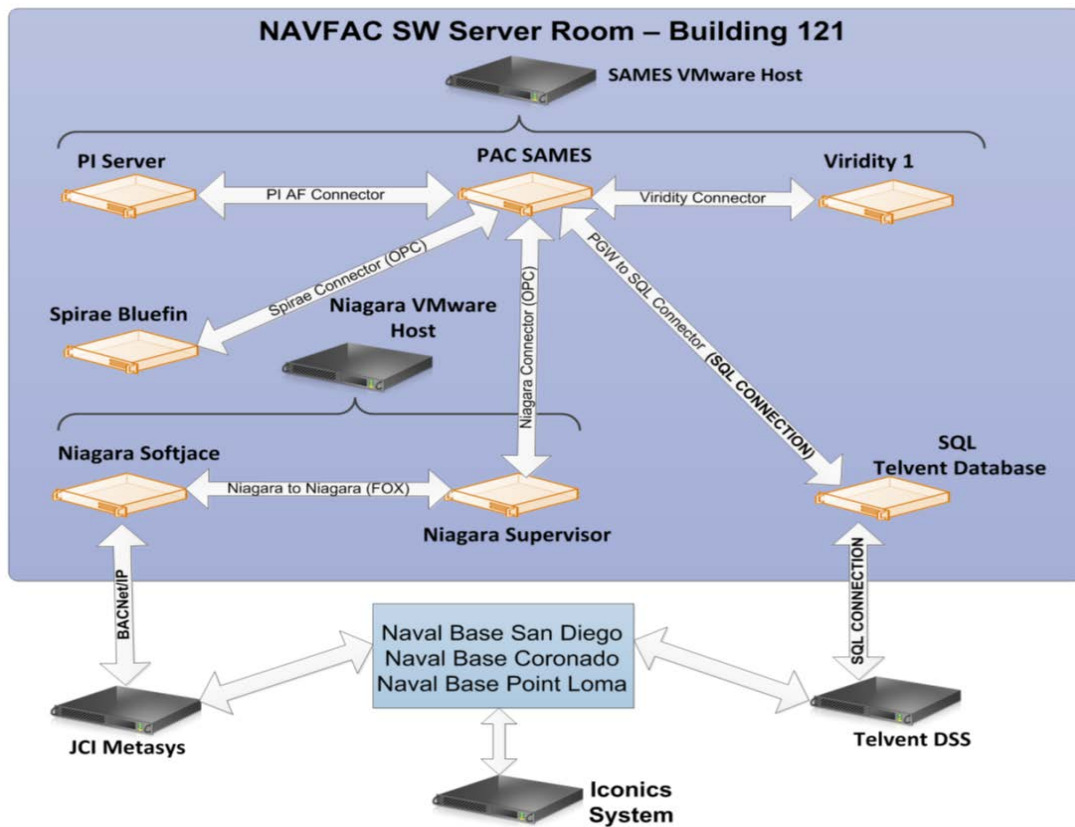 NAVFAC SW Server Room – Building 121
SAMES VMware Host
PI Server
PAC SAMES
Viridity 1
PI AF Connector
Viridity Connector
Spirae Connector (OPC)
PGW to SQL Connector (SQL CONNECTION)
Spirae Bluefin
Niagara VMware
Host
Niagara Connector (OPC)
Niagara Softjace
SQL
Telvent Database
Niagara to Niagara (FOX)
Niagara Supervisor
BACNet/IP
SQL CONNECTION
Naval Base San Diego
Naval Base Coronado
Naval Base Point Loma
JCI Metasys
Telvent DSS
Iconics
System